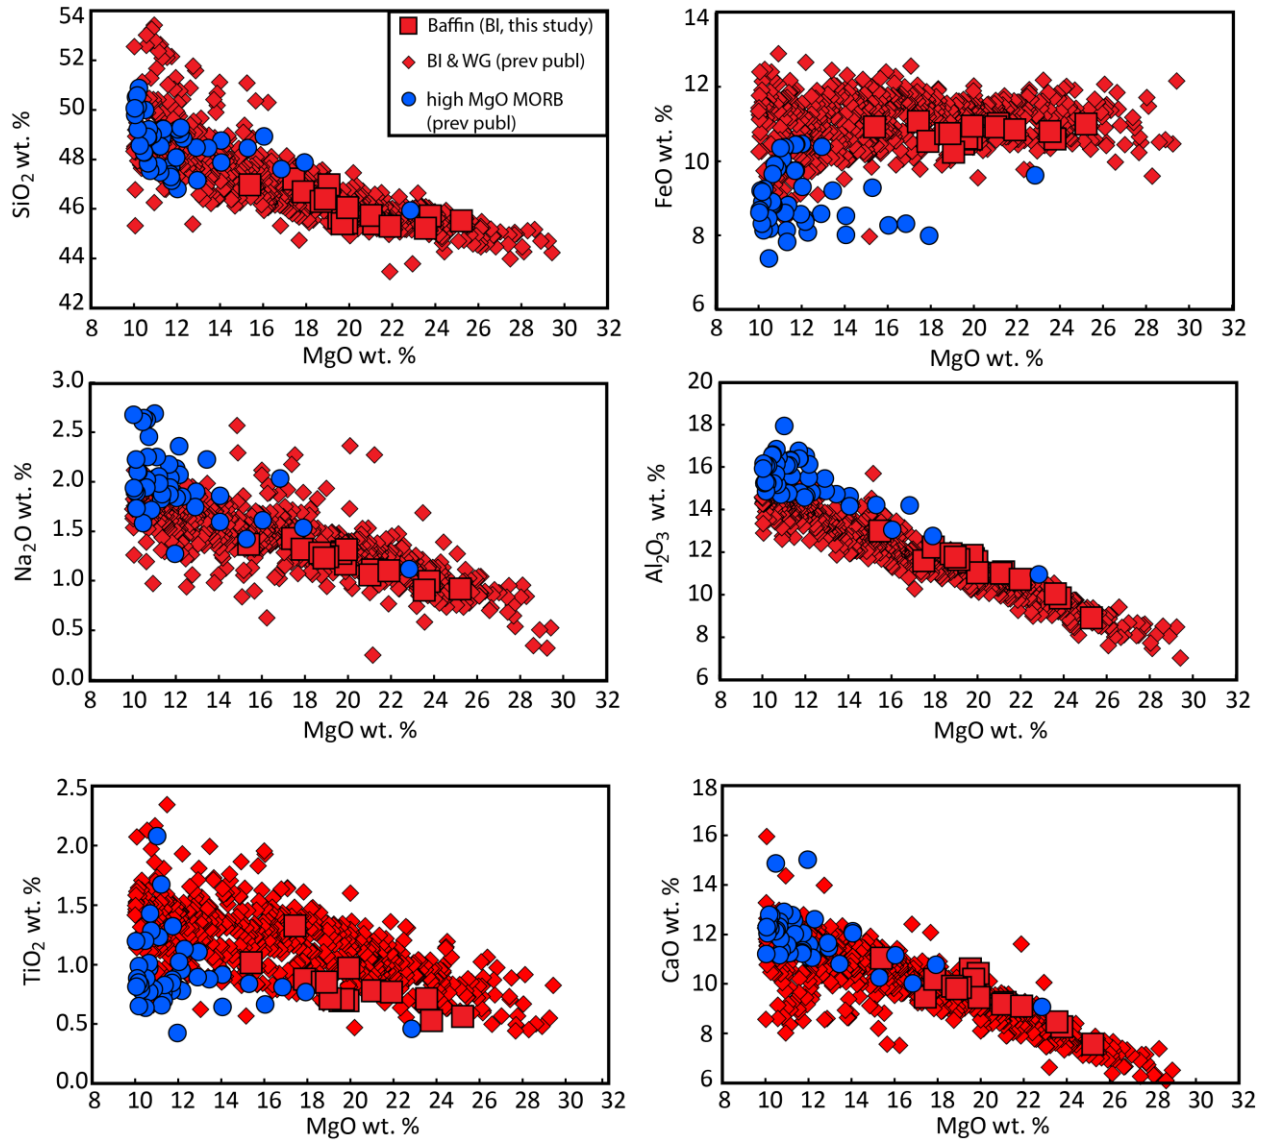 54
52
50
48
46
44
42
SiO2 wt. %
Baffin (BI, this study)
BI & WG (prev publ)
high MgO MORB
(prev publ)
8 10 12 14 16 18 20 22 24 26 28 30 32
MgO wt. %
14
12
10
8
6
FeO wt. %
8 10 12 14 16 18 20 22 24 26 28 30 32
MgO wt. %
3.0
2.5
2.0
1.5
1.0
0.5
0.0
Na2O wt. %
8 10 12 14 16 18 20 22 24 26 28 30 32
MgO wt. %
20
18
16
14
12
10
8
6
Al2O3 wt. %
8 10 12 14 16 18 20 22 24 26 28 30 32
MgO wt. %
2.5
2.0
1.5
1.0
0.5
0.0
TiO2 wt. %
8 10 12 14 16 18 20 22 24 26 28 30 32
MgO wt. %
18
16
14
12
10
8
6
CaO wt. %
8 10 12 14 16 18 20 22 24 26 28 30 32
MgO wt. %